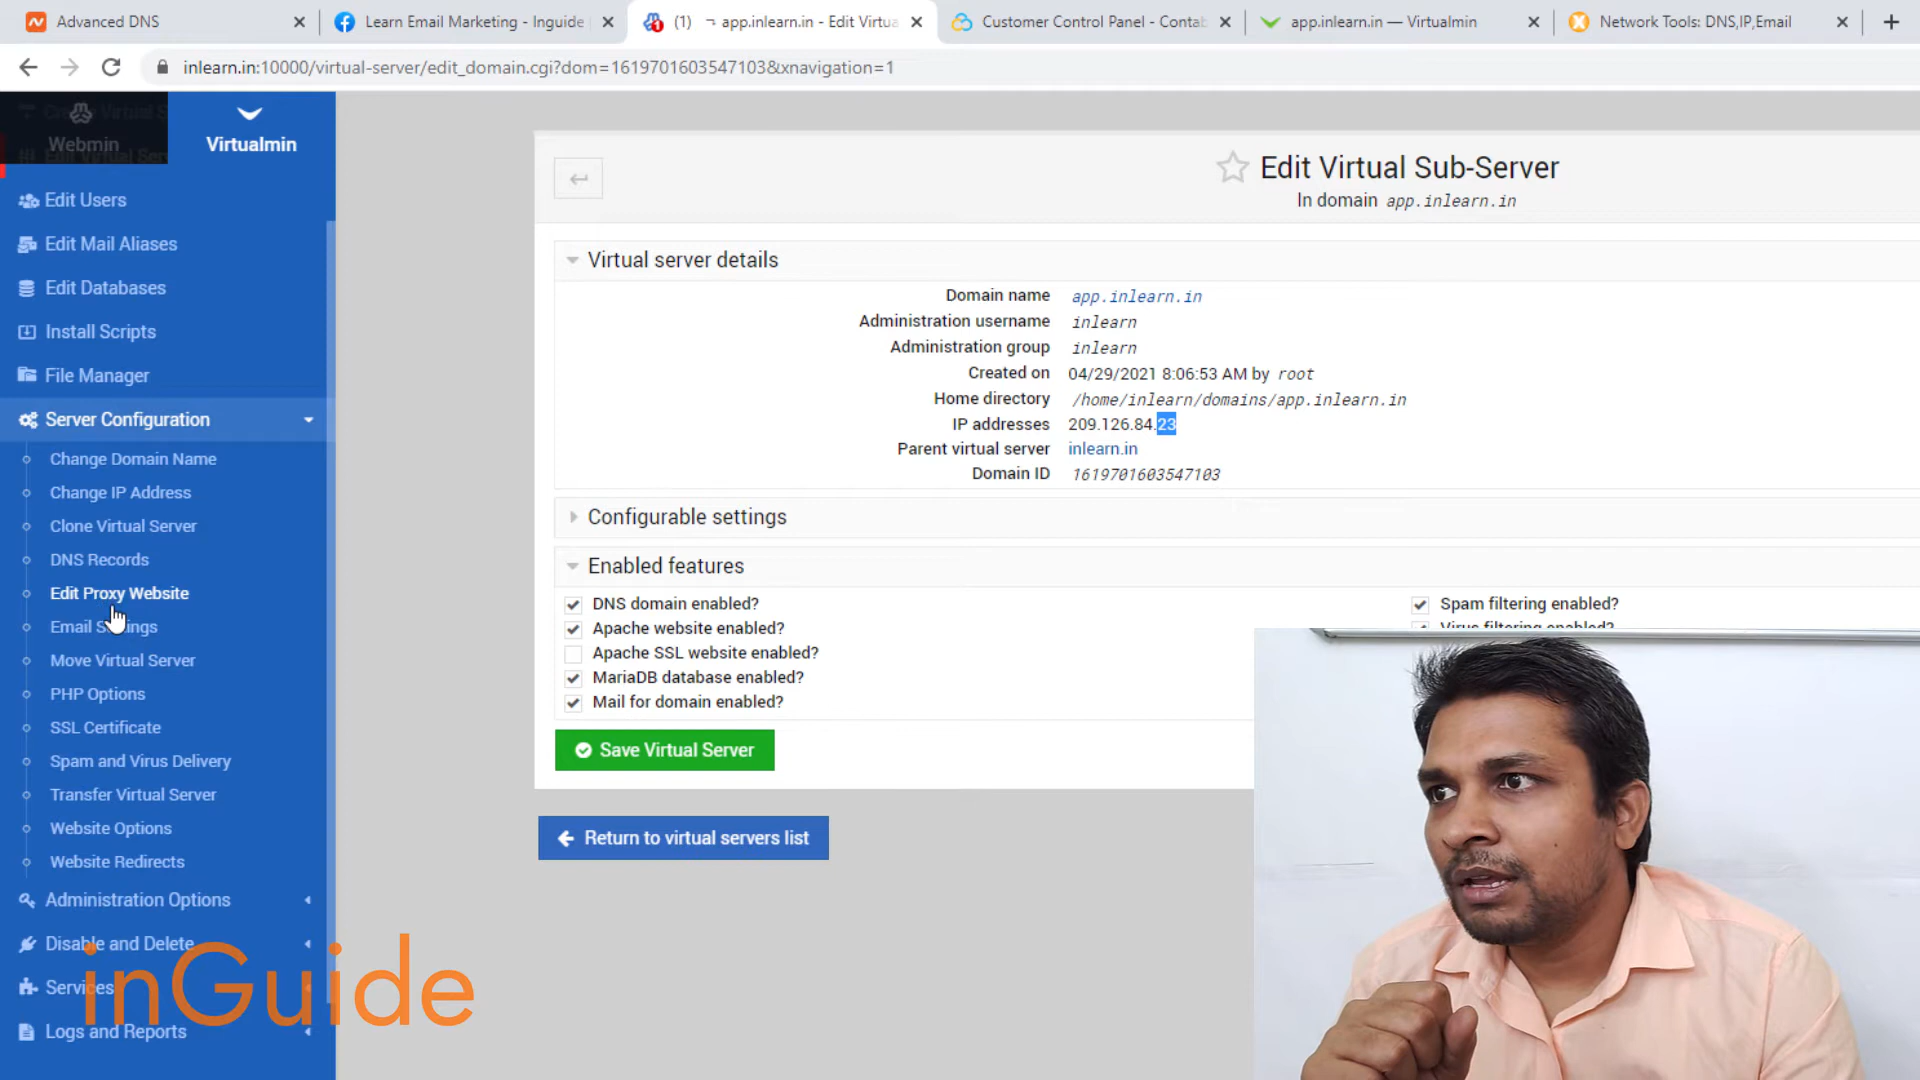 Advanced DNS
Learn Email Marketing - Inguide
(1) app.inlearn.in - Edit Virtua
Customer Control Panel - Contab
app.inlearn.in — Virtualmin
Network Tools: DNS,IP,Email
inlearn.in:10000/virtual-server/edit_domain.cgi?dom=1619701603547103&xnavigation=1
Webmin
Virtualmin
Edit Users
Edit Mail Aliases
Edit Databases
Install Scripts
File Manager
Server Configuration
Change Domain Name
Change IP Address
Clone Virtual Server
DNS Records
Edit Proxy Website
Email Settings
Move Virtual Server
PHP Options
SSL Certificate
Spam and Virus Delivery
Transfer Virtual Server
Website Options
Website Redirects
Administration Options
Disable and Delete
Services
Logs and Reports
inGuide
Edit Virtual Sub-Server
In domain app.inlearn.in
Virtual server details
Domain name app.inlearn.in
Administration username inlearn
Administration group inlearn
Created on 04/29/2021 8:06:53 AM by root
Home directory /home/inlearn/domains/app.inlearn.in
IP addresses 209.126.84.23
Parent virtual server inlearn.in
Domain ID 1619701603547103
Configurable settings
Enabled features
DNS domain enabled?
Apache website enabled?
Apache SSL website enabled?
MariaDB database enabled?
Mail for domain enabled?
Spam filtering enabled?
Virus filtering enabled?
Save Virtual Server
Return to virtual servers list